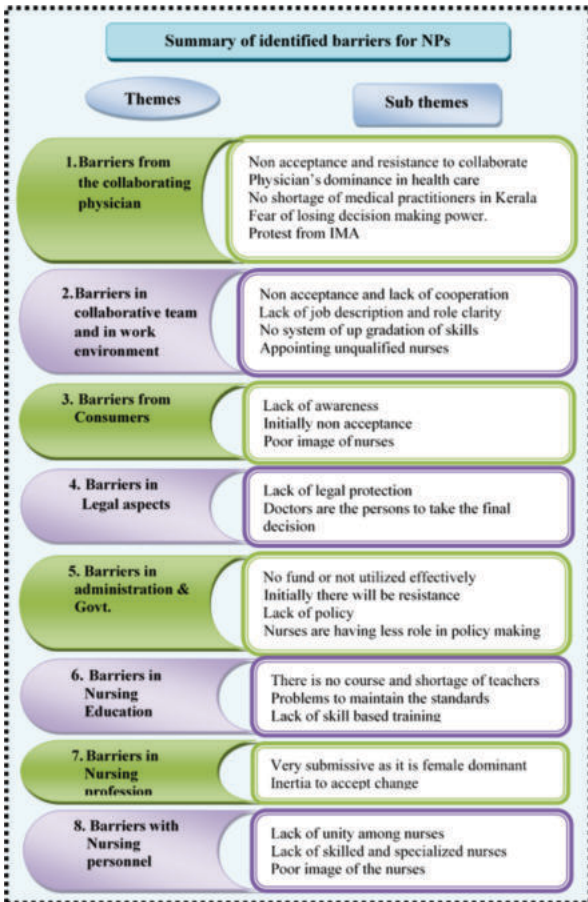 Summary of identified barriers for NPs
Themes
Sub themes
1. Barriers from
the collaborating
physician
Non acceptance and resistance to collaborate
Physician's dominance in health care
No shortage of medical practitioners in Kerala
Fear of losing decision making power.
Protest from IMA
2. Barriers in
collaborative team
and in work
environment
Non acceptance and lack of cooperation
Lack of job description and role clarity
No system of up gradation of skills
Appointing unqualified nurses
3. Barriers from
Consumers
Lack of awareness
Initially non acceptance
Poor image of nurses
4. Barriers in
Legal aspects
Lack of legal protection
Doctors are the persons to take the final
decision
5. Barriers in
administration &
Govt.
No fund or not utilized effectively
Initially there will be resistance
Lack of policy
Nurses are having less role in policy making
6. Barriers in
Nursing
Education
There is no course and shortage of teachers
Problems to maintain the standards
Lack of skill based training
7. Barriers in
Nursing
profession
Very submissive as it is female dominant
Inertia to accept change
8. Barriers with
Nursing
personnel
Lack of unity among nurses
Lack of skilled and specialized nurses
Poor image of the nurses